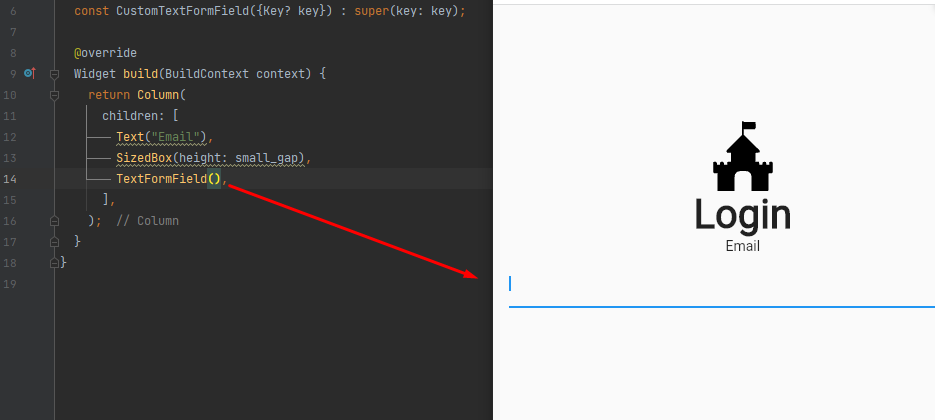 6 const CustomTextFormField({Key? key}) : super(key: key);
7
8 @override
9 Widget build(BuildContext context) {
10 return Column(
11 children: [
12 Text("Email"),
13 SizedBox(height: small_gap),
14 TextFormField(),
15 ],
16 ); // Column
17 }
18 }
19
Login
Email